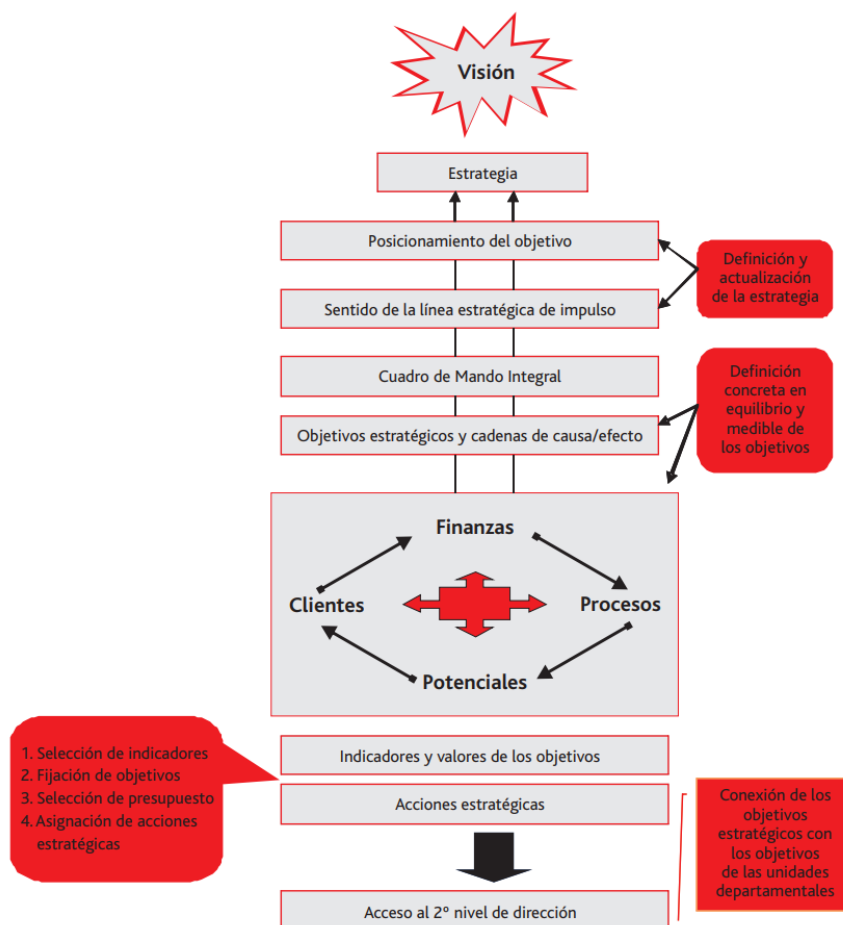 Visión
Estrategia
Posicionamiento del objetivo
Definición y
actualización
de la estrategia
Sentido de la línea estratégica de impulso
Cuadro de Mando Integral
Definición
concreta en
equilibrio y
medible de
los objetivos
Objetivos estratégicos y cadenas de causa/efecto
Finanzas
Clientes
Procesos
Potenciales
1. Selección de indicadores
2. Fijación de objetivos
3. Selección de presupuesto
4. Asignación de acciones
estratégicas
Indicadores y valores de los objetivos
Acciones estratégicas
Conexión de los
objetivos
estratégicos con
los objetivos
de las unidades
departamentales
Acceso al 2º nivel de dirección